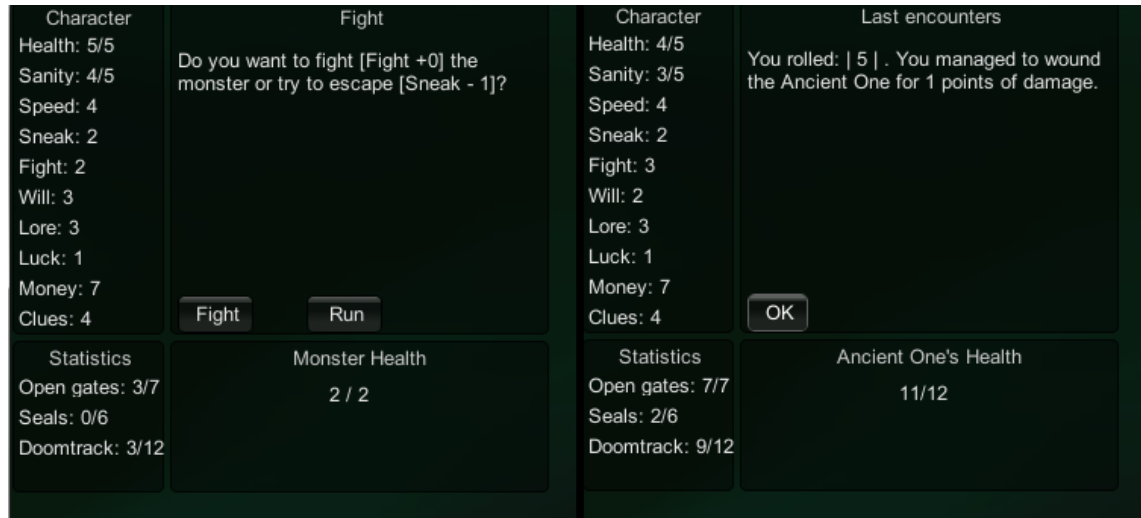 Character
Health: 5/5
Sanity: 4/5
Speed: 4
Sneak: 2
Fight: 2
Will: 3
Lore: 3
Luck: 1
Money: 7
Clues: 4
Fight
Do you want to fight [Fight +0] the
monster or try to escape [Sneak - 1]?
Fight
Run
Statistics
Open gates: 3/7
Seals: 0/6
Doomtrack: 3/12
Monster Health
2 / 2
Character
Health: 4/5
Sanity: 3/5
Speed: 4
Sneak: 2
Fight: 3
Will: 2
Lore: 3
Luck: 1
Money: 7
Clues: 4
Last encounters
You rolled: | 5 | . You managed to wound
the Ancient One for 1 points of damage.
OK
Statistics
Open gates: 7/7
Seals: 2/6
Doomtrack: 9/12
Ancient One's Health
11/12